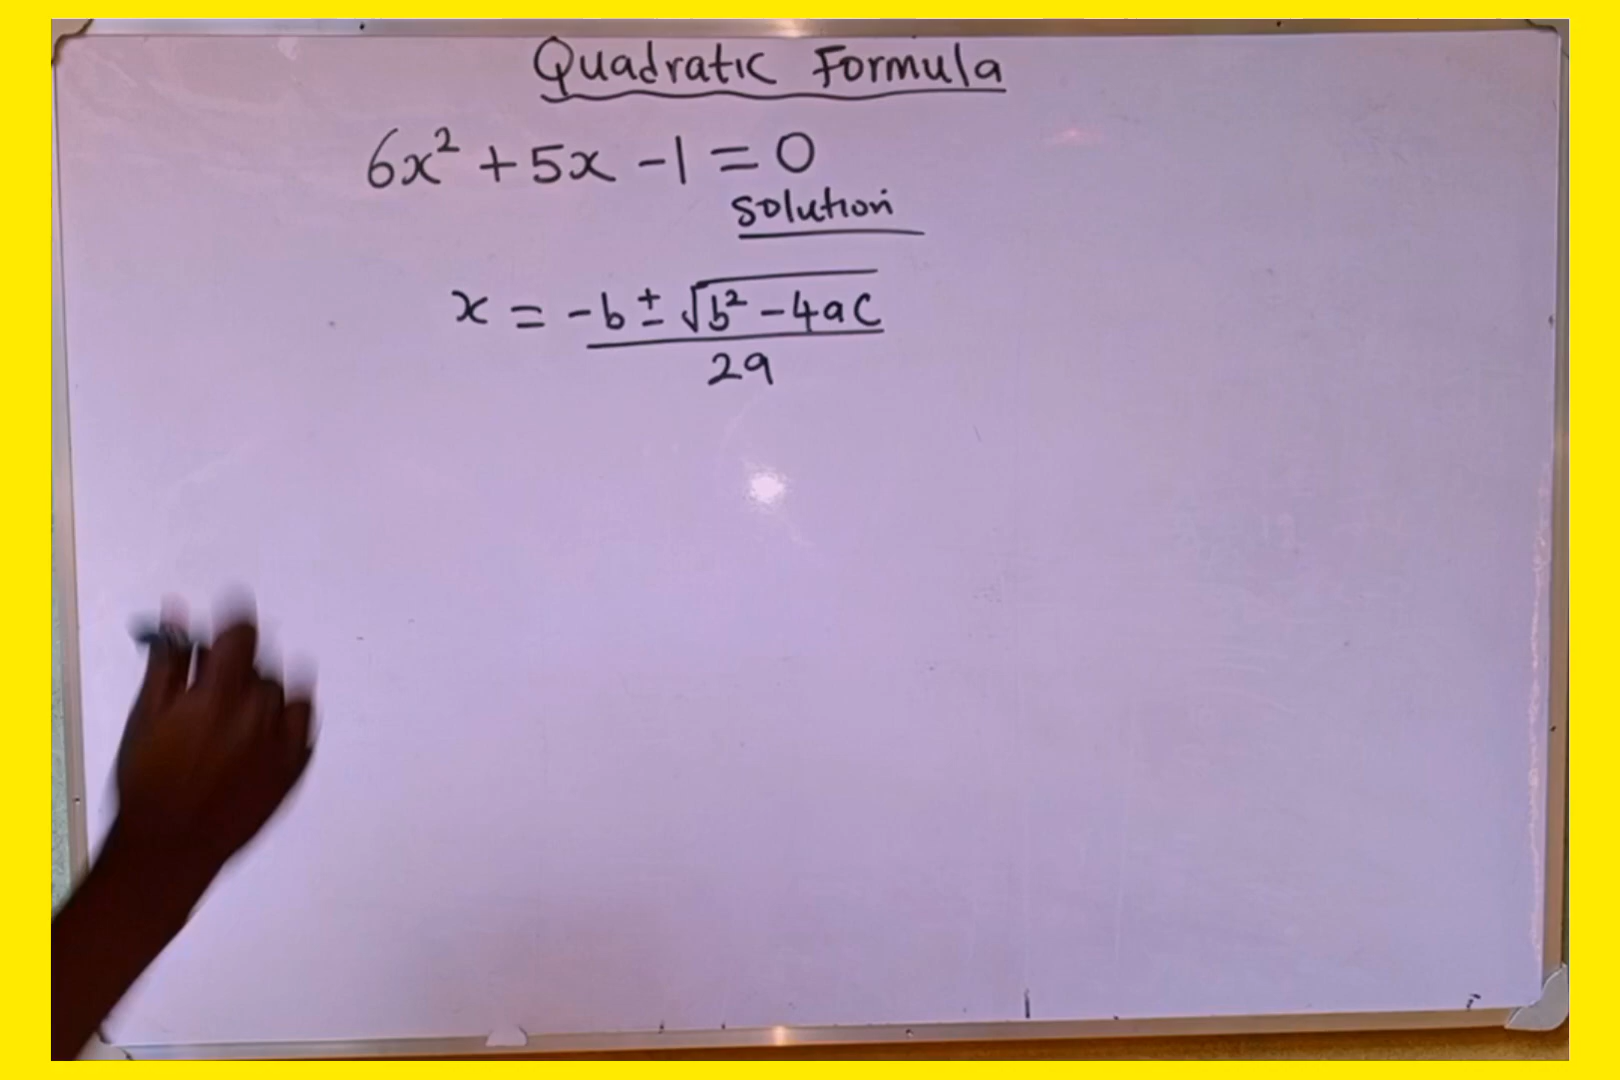 Quadratic Formula
6x² + 5x - 1 = 0
solution
x = -b ± √b² - 4ac
2a